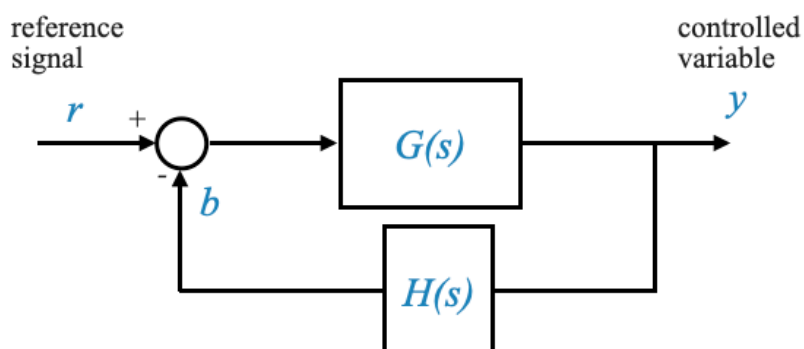 reference
signal
controlled
variable
r
+
y
G(s)
-
b
H(s)